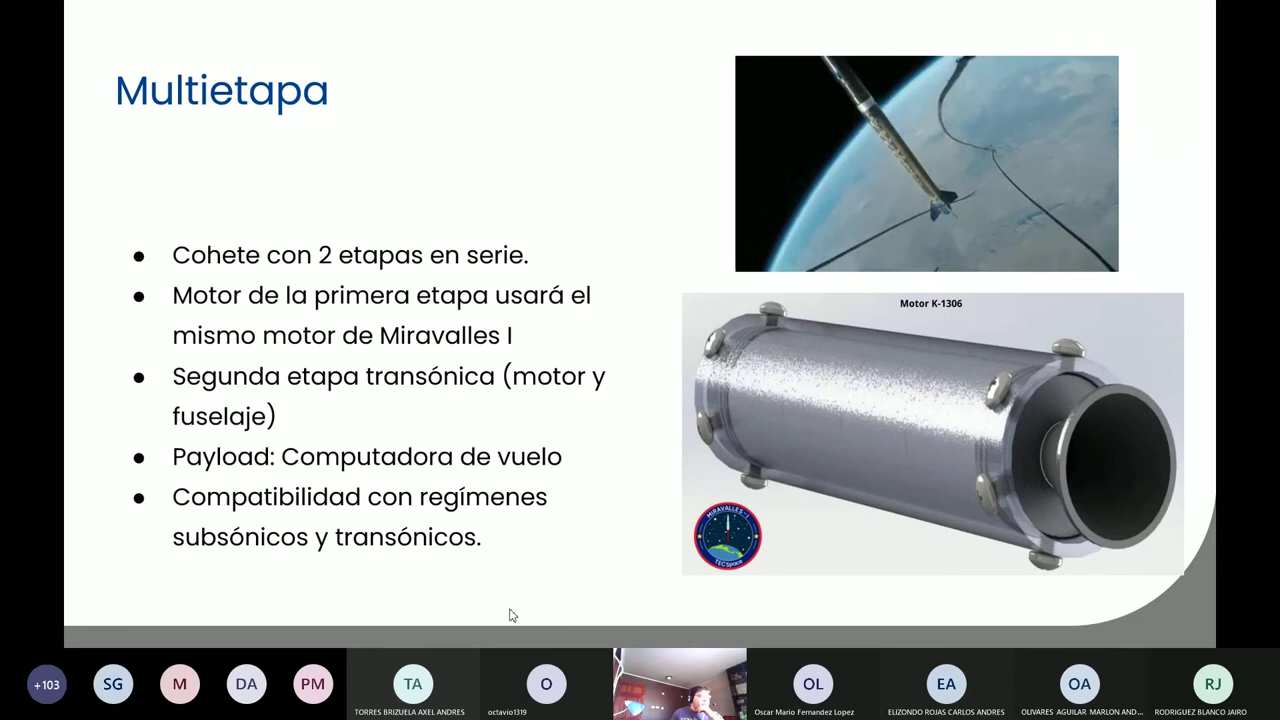 Multietapa
● Cohete con 2 etapas en serie.
● Motor de la primera etapa usará el
mismo motor de Miravalles I
● Segunda etapa transónica (motor y
fuselaje)
● Payload: Computadora de vuelo
● Compatibilidad con regímenes
subsónicos y transónicos.
Motor K-1306
MIRAVALLES - I
TECSpace
+103
SG
M
DA
PM
TA
TORRES BRIZUELA AXEL ANDRES
O
octavio1319
OL
Oscar Mario Fernandez Lopez
EA
ELIZONDO ROJAS CARLOS ANDRES
OA
OLIVARES AGUILAR MARLON AND...
RJ
RODRIGUEZ BLANCO JAIRO